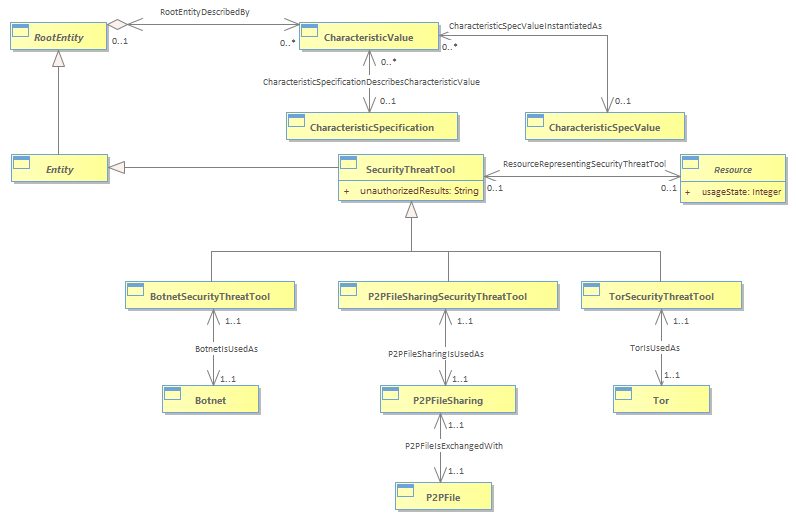 RootEntityDescribedBy
CharacteristicSpecValueInstantiatedAs
RootEntity
0..1
0..*
CharacteristicValue
0..*
0..*
CharacteristicSpecificationDescribesCharacteristicValue
0..1
0..1
CharacteristicSpecification
CharacteristicSpecValue
Entity
SecurityThreatTool
+ unauthorizedResults: String
ResourceRepresentingSecurityThreatTool
0..1
0..1
Resource
+ usageState: Integer
BotnetSecurityThreatTool
P2PFileSharingSecurityThreatTool
TorSecurityThreatTool
1..1
1..1
1..1
BotnetIsUsedAs
P2PFileSharingIsUsedAs
TorIsUsedAs
1..1
1..1
1..1
Botnet
P2PFileSharing
Tor
1..1
P2PFileIsExchangedWith
1..1
P2PFile